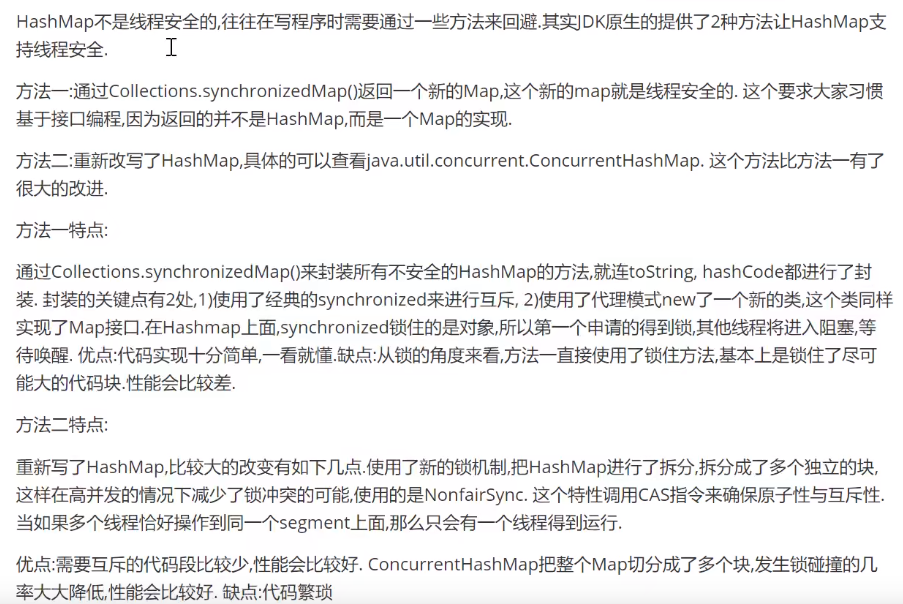 HashMap不是线程安全的,往往在写程序时需要通过一些方法来回避.其实JDK原生的提供了2种方法让HashMap支
持线程安全.
方法一:通过Collections.synchronizedMap()返回一个新的Map,这个新的map就是线程安全的. 这个要求大家习惯
基于接口编程,因为返回的并不是HashMap,而是一个Map的实现.
方法二:重新改写了HashMap,具体的可以查看java.util.concurrent.ConcurrentHashMap. 这个方法比方法一有了
很大的改进.
方法一特点:
通过Collections.synchronizedMap()来封装所有不安全的HashMap的方法,就连toString, hashCode都进行了封
装. 封装的关键点有2处,1)使用了经典的synchronized来进行互斥, 2)使用了代理模式new了一个新的类,这个类同样
实现了Map接口.在Hashmap上面,synchronized锁住的是对象,所以第一个申请的得到锁,其他线程将进入阻塞,等
待唤醒. 优点:代码实现十分简单,一看就懂.缺点:从锁的角度来看,方法一直接使用了锁住方法,基本上是锁住了尽可
能大的代码块.性能会比较差.
方法二特点:
重新写了HashMap,比较大的改变有如下几点.使用了新的锁机制,把HashMap进行了拆分,拆分成了多个独立的块,
这样在高并发的情况下减少了锁冲突的可能,使用的是NonfairSync. 这个特性调用CAS指令来确保原子性与互斥性.
当如果多个线程恰好操作到同一个segment上面,那么只会有一个线程得到运行.
优点:需要互斥的代码段比较少,性能会比较好. ConcurrentHashMap把整个Map切分成了多个块,发生锁碰撞的几
率大大降低,性能会比较好. 缺点:代码繁琐